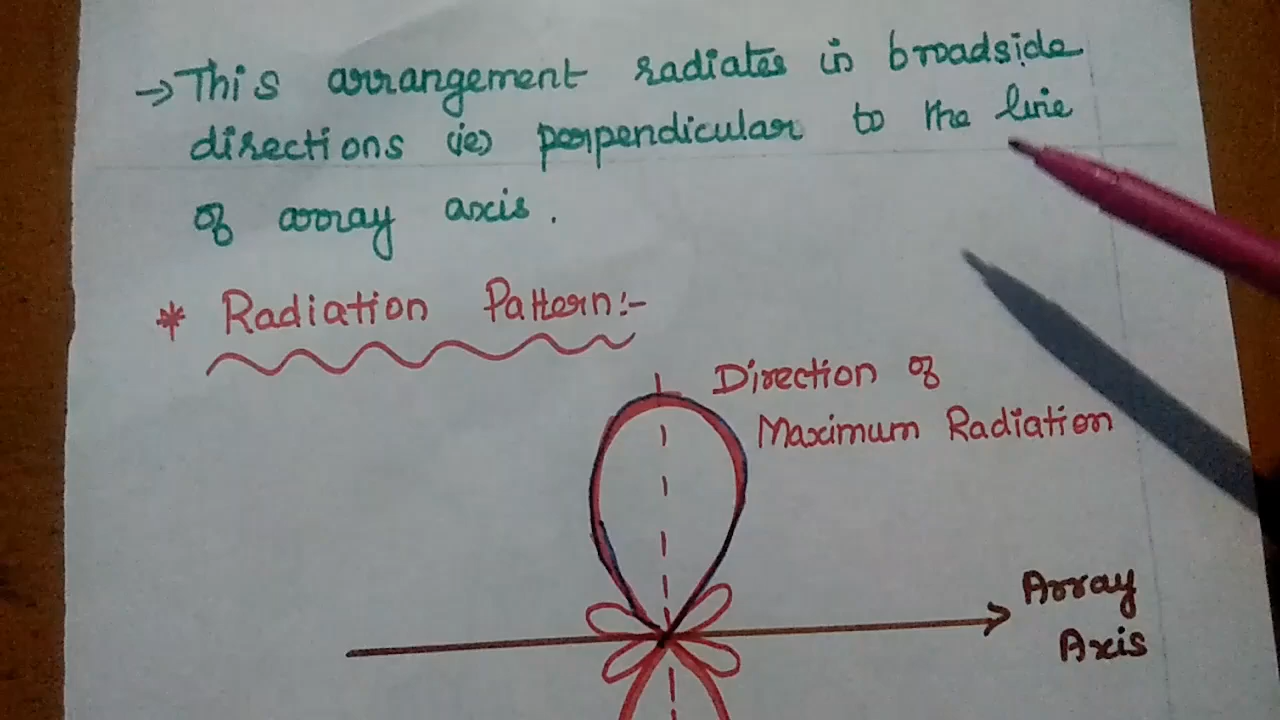 → This arrangement radiates in broadside
directions (ie) perpendicular to the line
of array axis.
* Radiation Pattern:-
Direction of
Maximum Radiation
Array
Axis